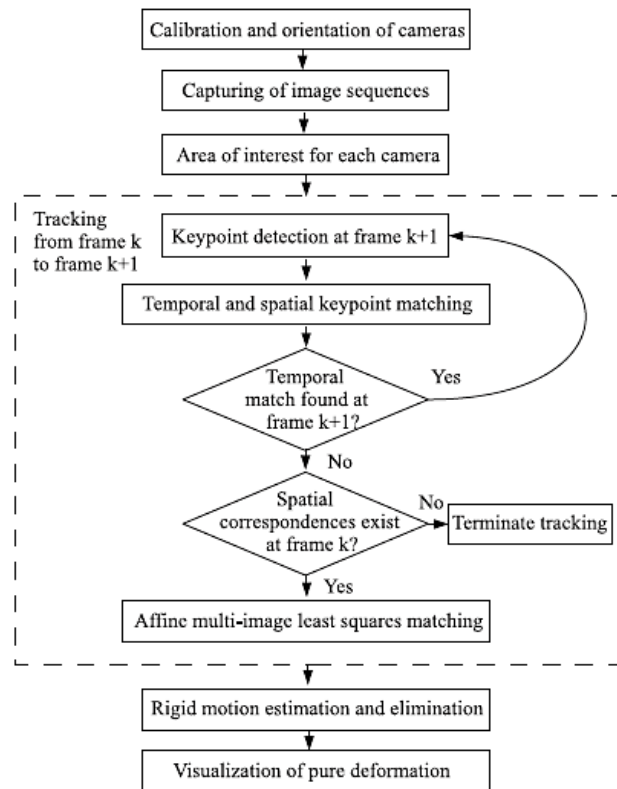 Calibration and orientation of cameras
Capturing of image sequences
Area of interest for each camera
Tracking
from frame k
to frame k+1
Keypoint detection at frame k+1
Temporal and spatial keypoint matching
Temporal
match found at
frame k+1?
Yes
No
Spatial
correspondences exist
at frame k?
No
Terminate tracking
Yes
Affine multi-image least squares matching
Rigid motion estimation and elimination
Visualization of pure deformation